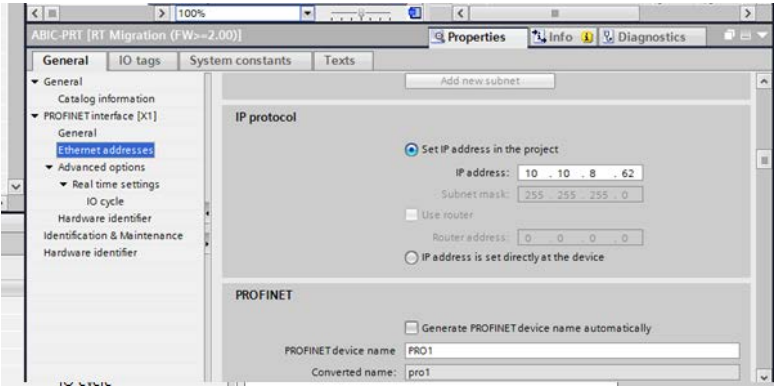 100%
ABIC-PRT [RT Migration (FW>=2.00)]
Properties
Info
Diagnostics
General
IO tags
System constants
Texts
General
Catalog information
PROFINET interface [X1]
General
Ethernet addresses
Advanced options
Real time settings
IO cycle
Hardware identifier
Identification & Maintenance
Hardware identifier
Add new subnet
IP protocol
Set IP address in the project
IP address: 10 . 10 . 8 . 62
Subnet mask: 255 . 255 . 255 . 0
Use router
Router address: 0 . 0 . 0 . 0
IP address is set directly at the device
PROFINET
Generate PROFINET device name automatically
PROFINET device name PRO1
Converted name: pro1